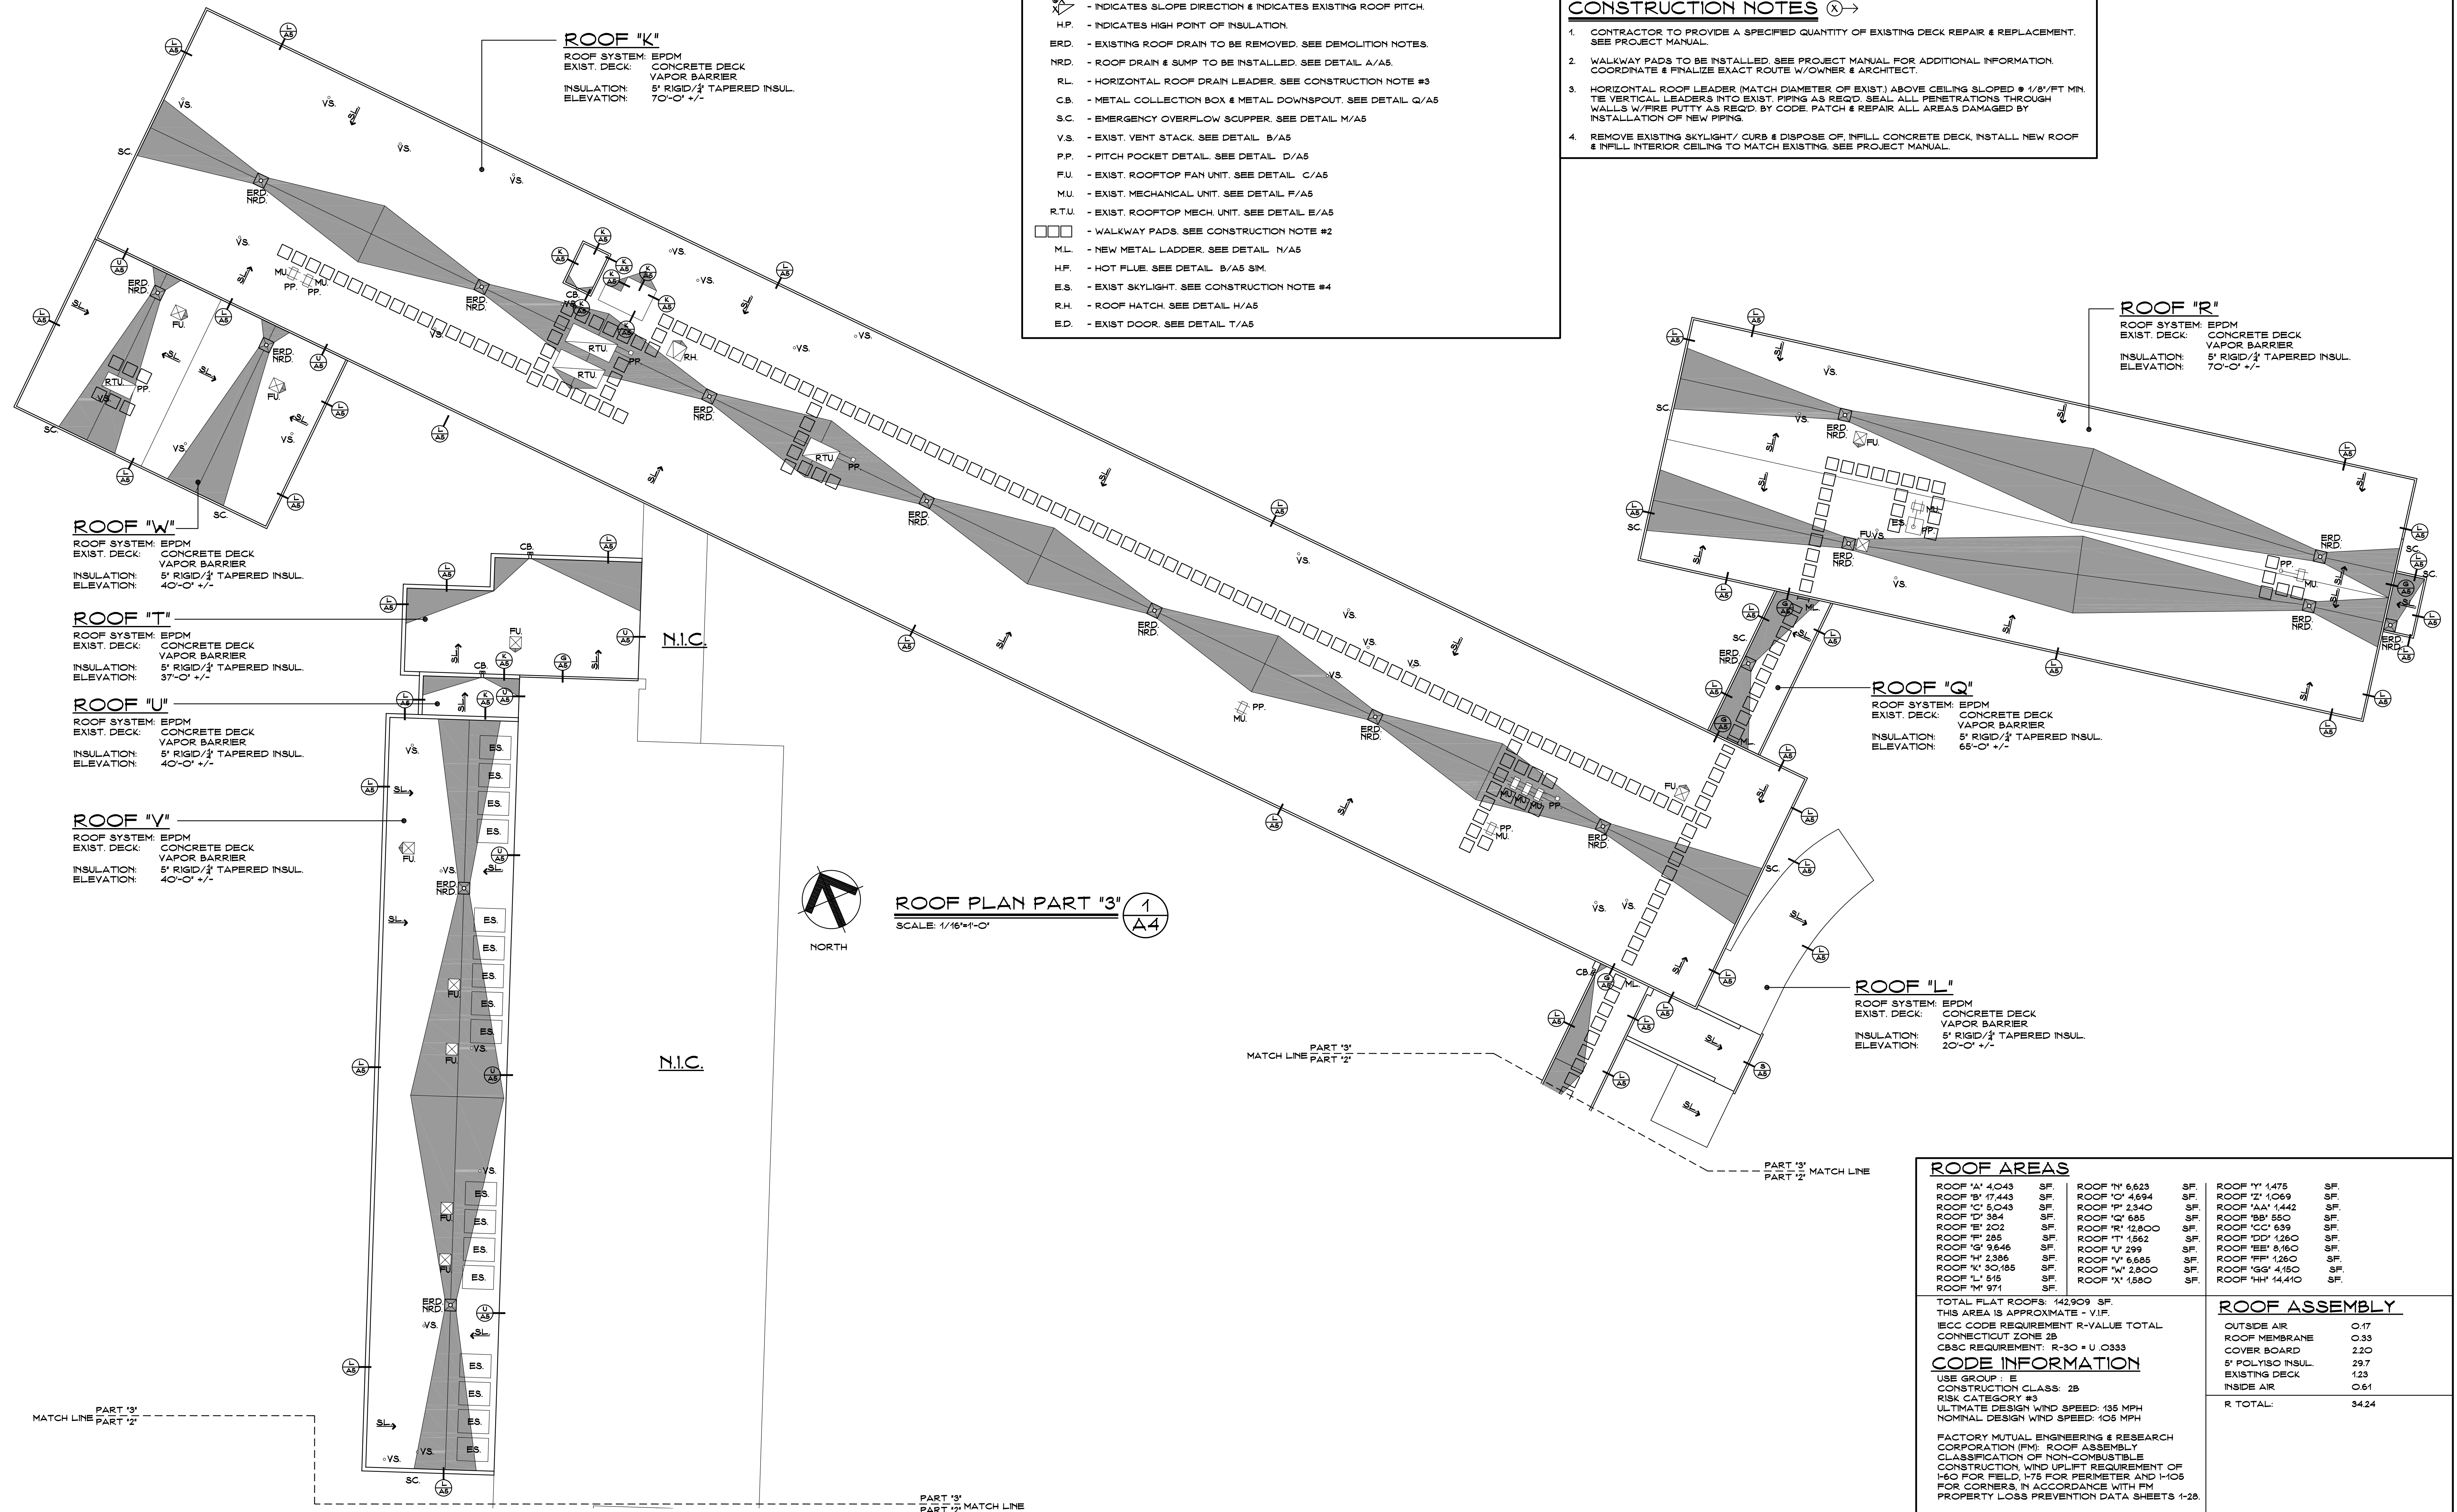 - INDICATES SLOPE DIRECTION & INDICATES EXISTING ROOF PITCH.
H.P. - INDICATES HIGH POINT OF INSULATION.
ERD. - EXISTING ROOF DRAIN TO BE REMOVED. SEE DEMOLITION NOTES.
NRD. - ROOF DRAIN & SUMP TO BE INSTALLED. SEE DETAIL A/A5.
RL. - HORIZONTAL ROOF DRAIN LEADER. SEE CONSTRUCTION NOTE #3
C.B. - METAL COLLECTION BOX & METAL DOWNSPOUT. SEE DETAIL Q/A5
S.C. - EMERGENCY OVERFLOW SCUPPER. SEE DETAIL M/A5
V.S. - EXIST. VENT STACK. SEE DETAIL B/A5
P.P. - PITCH POCKET DETAIL. SEE DETAIL D/A5
F.U. - EXIST. ROOFTOP FAN UNIT. SEE DETAIL C/A5
M.U. - EXIST. MECHANICAL UNIT. SEE DETAIL F/A5
R.T.U. - EXIST. ROOFTOP MECH. UNIT. SEE DETAIL E/A5
- WALKWAY PADS. SEE CONSTRUCTION NOTE #2
M.L. - NEW METAL LADDER. SEE DETAIL N/A5
H.F. - HOT FLUE. SEE DETAIL B/A5 SIM.
E.S. - EXIST SKYLIGHT. SEE CONSTRUCTION NOTE #4
R.H. - ROOF HATCH. SEE DETAIL H/A5
E.D. - EXIST DOOR. SEE DETAIL T/A5
CONSTRUCTION NOTES X
1. CONTRACTOR TO PROVIDE A SPECIFIED QUANTITY OF EXISTING DECK REPAIR & REPLACEMENT.
SEE PROJECT MANUAL.
2. WALKWAY PADS TO BE INSTALLED. SEE PROJECT MANUAL FOR ADDITIONAL INFORMATION.
COORDINATE & FINALIZE EXACT ROUTE W/OWNER & ARCHITECT.
3. HORIZONTAL ROOF LEADER (MATCH DIAMETER OF EXIST.) ABOVE CEILING SLOPED @ 1/8"/FT MIN.
TIE VERTICAL LEADERS INTO EXIST. PIPING AS REQ'D. SEAL ALL PENETRATIONS THROUGH
WALLS W/FIRE PUTTY AS REQ'D. BY CODE. PATCH & REPAIR ALL AREAS DAMAGED BY
INSTALLATION OF NEW PIPING.
4. REMOVE EXISTING SKYLIGHT/ CURB & DISPOSE OF, INFILL CONCRETE DECK, INSTALL NEW ROOF
& INFILL INTERIOR CEILING TO MATCH EXISTING. SEE PROJECT MANUAL.
ROOF "K"
ROOF SYSTEM: EPDM
EXIST. DECK: CONCRETE DECK
VAPOR BARRIER
INSULATION: 5" RIGID/¼" TAPERED INSUL.
ELEVATION: 70'-0" +/-
ROOF "R"
ROOF SYSTEM: EPDM
EXIST. DECK: CONCRETE DECK
VAPOR BARRIER
INSULATION: 5" RIGID/¼" TAPERED INSUL.
ELEVATION: 70'-0" +/-
ROOF "W"
ROOF SYSTEM: EPDM
EXIST. DECK: CONCRETE DECK
VAPOR BARRIER
INSULATION: 5" RIGID/¼" TAPERED INSUL.
ELEVATION: 40'-0" +/-
ROOF "T"
ROOF SYSTEM: EPDM
EXIST. DECK: CONCRETE DECK
VAPOR BARRIER
INSULATION: 5" RIGID/¼" TAPERED INSUL.
ELEVATION: 37'-0" +/-
ROOF "U"
ROOF SYSTEM: EPDM
EXIST. DECK: CONCRETE DECK
VAPOR BARRIER
INSULATION: 5" RIGID/¼" TAPERED INSUL.
ELEVATION: 40'-0" +/-
ROOF "V"
ROOF SYSTEM: EPDM
EXIST. DECK: CONCRETE DECK
VAPOR BARRIER
INSULATION: 5" RIGID/¼" TAPERED INSUL.
ELEVATION: 40'-0" +/-
ROOF "Q"
ROOF SYSTEM: EPDM
EXIST. DECK: CONCRETE DECK
VAPOR BARRIER
INSULATION: 5" RIGID/¼" TAPERED INSUL.
ELEVATION: 65'-0" +/-
ROOF "L"
ROOF SYSTEM: EPDM
EXIST. DECK: CONCRETE DECK
VAPOR BARRIER
INSULATION: 5" RIGID/¼" TAPERED INSUL.
ELEVATION: 20'-0" +/-
N.I.C.
N.I.C.
NORTH
ROOF PLAN PART "3" 1
A4
SCALE: 1/16"=1'-0"
MATCH LINE PART "3"
PART "2"
PART "3" MATCH LINE
PART "2"
MATCH LINE PART "3"
PART "2"
PART "3" MATCH LINE
PART "2"
ROOF AREAS
ROOF "A" 4,043 SF.
ROOF "B" 17,443 SF.
ROOF "C" 5,043 SF.
ROOF "D" 384 SF.
ROOF "E" 202 SF.
ROOF "F" 285 SF.
ROOF "G" 9,646 SF.
ROOF "H" 2,386 SF.
ROOF "K" 30,185 SF.
ROOF "L" 515 SF.
ROOF "M" 971 SF.
ROOF "N" 6,623 SF.
ROOF "O" 4,694 SF.
ROOF "P" 2,340 SF.
ROOF "Q" 685 SF.
ROOF "R" 12,800 SF.
ROOF "T" 1,562 SF.
ROOF "U" 299 SF.
ROOF "V" 6,685 SF.
ROOF "W" 2,800 SF.
ROOF "X" 1,580 SF.
ROOF "Y" 1,475 SF.
ROOF "Z" 1,069 SF.
ROOF "AA" 1,442 SF.
ROOF "BB" 550 SF.
ROOF "CC" 639 SF.
ROOF "DD" 1,260 SF.
ROOF "EE" 8,160 SF.
ROOF "FF" 1,260 SF.
ROOF "GG" 4,150 SF.
ROOF "HH" 14,410 SF.
TOTAL FLAT ROOFS: 142,909 SF.
THIS AREA IS APPROXIMATE - V.I.F.
IECC CODE REQUIREMENT R-VALUE TOTAL
CONNECTICUT ZONE 2B
CBSC REQUIREMENT: R-30 = U .0333
CODE INFORMATION
USE GROUP : E
CONSTRUCTION CLASS: 2B
RISK CATEGORY #3
ULTIMATE DESIGN WIND SPEED: 135 MPH
NOMINAL DESIGN WIND SPEED: 105 MPH
FACTORY MUTUAL ENGINEERING & RESEARCH
CORPORATION (FM): ROOF ASSEMBLY
CLASSIFICATION OF NON-COMBUSTIBLE
CONSTRUCTION, WIND UPLIFT REQUIREMENT OF
1-60 FOR FIELD, 1-75 FOR PERIMETER AND 1-105
FOR CORNERS, IN ACCORDANCE WITH FM
PROPERTY LOSS PREVENTION DATA SHEETS 1-28.
ROOF ASSEMBLY
OUTSIDE AIR 0.17
ROOF MEMBRANE 0.33
COVER BOARD 2.20
5" POLYISO INSUL. 29.7
EXISTING DECK 1.23
INSIDE AIR 0.61
R TOTAL: 34.24